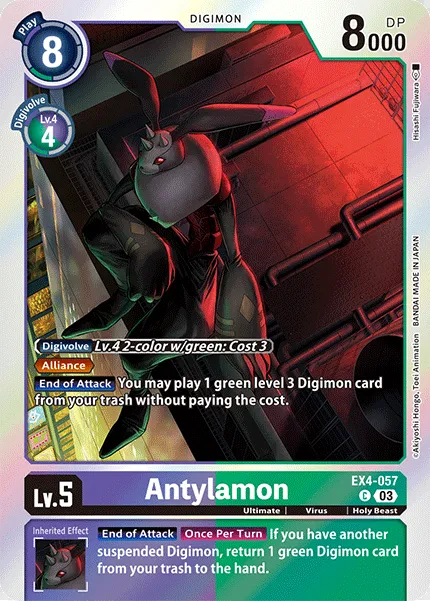 DIGIMON
Play
8
DP
8000
Digivolve
Lv.4
4
Hisashi Fujiwara
©Akiyoshi Hongo, Toei Animation BANDAI MADE IN JAPAN
Digivolve Lv.4 2-color w/green: Cost 3
Alliance
End of Attack You may play 1 green level 3 Digimon card
from your trash without paying the cost.
Lv.5
Antylamon
EX4-057
C 03
Ultimate | Virus | Holy Beast
Inherited Effect
End of Attack Once Per Turn If you have another
suspended Digimon, return 1 green Digimon card
from your trash to the hand.